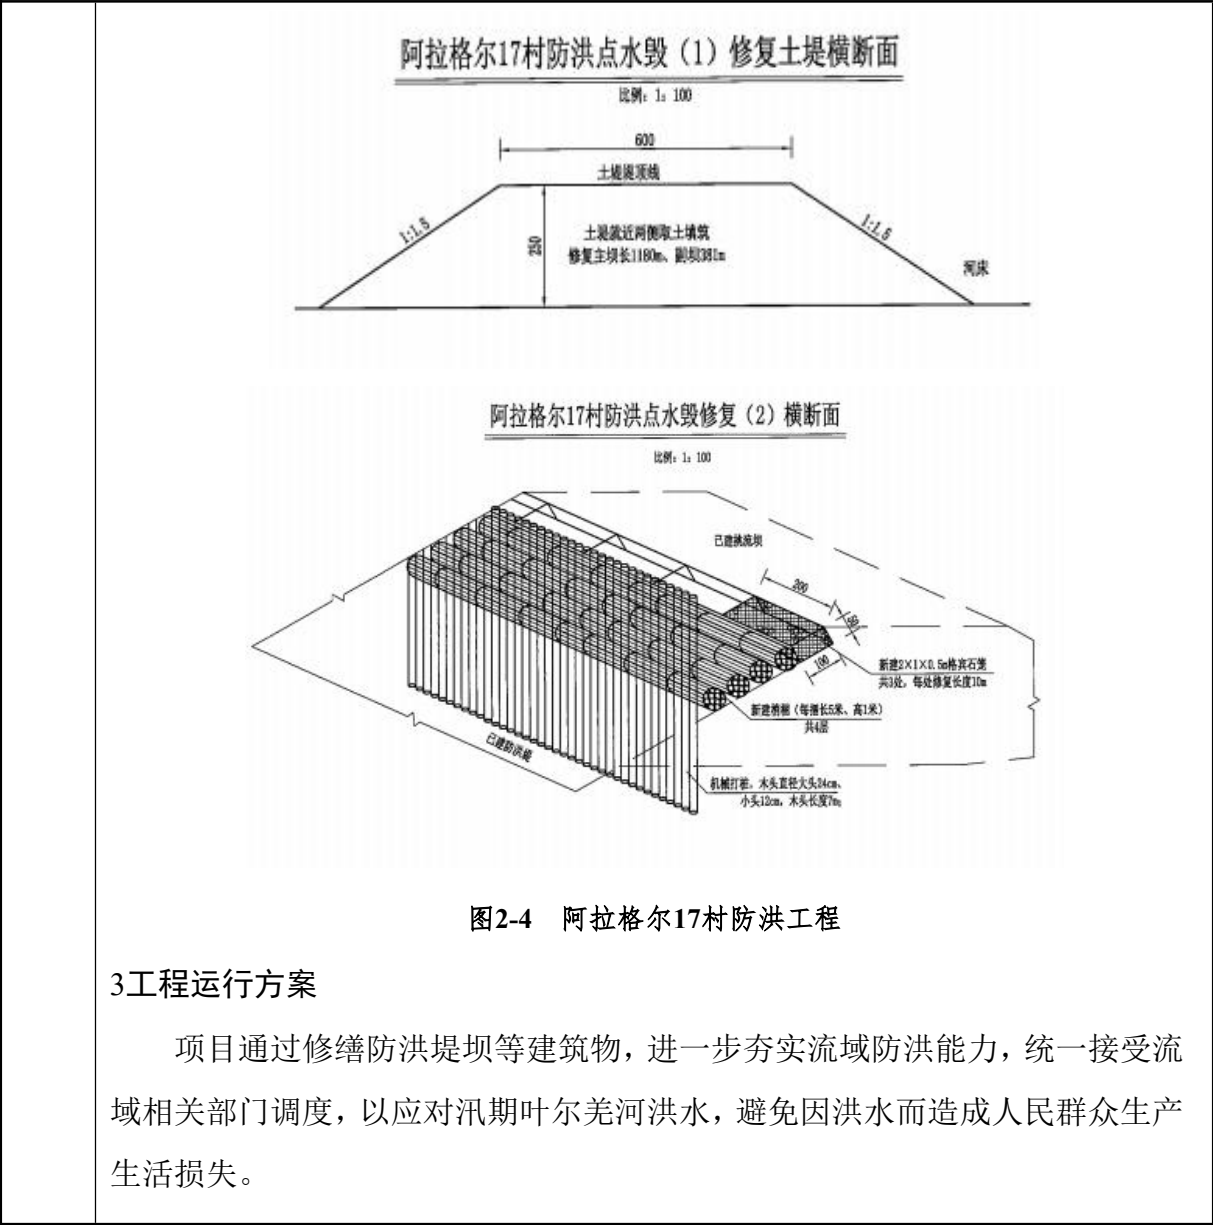 阿拉格尔17村防洪点水毁（1）修复土堤横断面
比例：1：100
600
土堤堤顶线
1:1.5
250
土堤就近两侧取土填筑
修复主坝长1180m、副坝381m
1:1.5
河床
阿拉格尔17村防洪点水毁修复（2）横断面
比例：1：100
已建挑流坝
200
50
100
新建2×1×0.5m格宾石笼
共3处，每处修复长度10m
新建梢捆（每捆长5米、高1米）
共4层
已建防洪堤
机械打桩，木头直径大头24cm、
小头12cm，木头长度7m；
图2-4 阿拉格尔17村防洪工程
3工程运行方案
项目通过修缮防洪堤坝等建筑物，进一步夯实流域防洪能力，统一接受流
域相关部门调度，以应对汛期叶尔羌河洪水，避免因洪水而造成人民群众生产
生活损失。